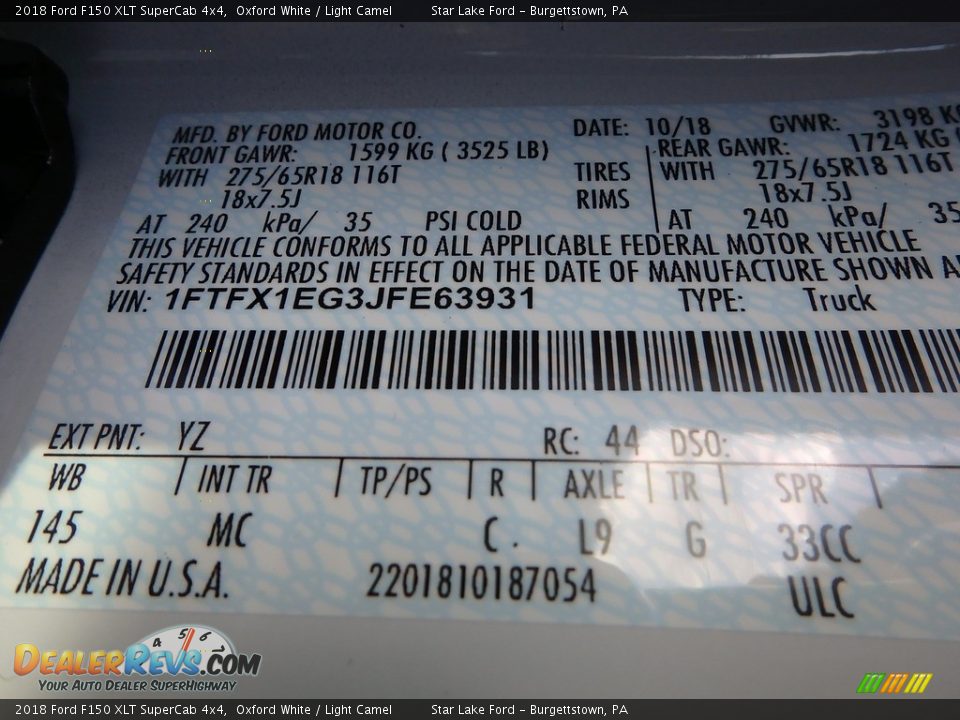 2018 Ford F150 XLT SuperCab 4x4, Oxford White / Light Camel Star Lake Ford - Burgettstown, PA
MFD. BY FORD MOTOR CO. DATE: 10/18 GVWR: 3198 KG
FRONT GAWR: 1599 KG ( 3525 LB) REAR GAWR: 1724 KG (
WITH 275/65R18 116T TIRES WITH 275/65R18 116T
18x7.5J RIMS 18x7.5J
AT 240 kPa/ 35 PSI COLD AT 240 kPa/ 35
THIS VEHICLE CONFORMS TO ALL APPLICABLE FEDERAL MOTOR VEHICLE
SAFETY STANDARDS IN EFFECT ON THE DATE OF MANUFACTURE SHOWN
VIN: 1FTFX1EG3JFE63931 TYPE: Truck
EXT PNT: YZ RC: 44 DSO:
WB INT TR TP/PS R AXLE TR SPR
145 MC C. L9 G 33CC
MADE IN U.S.A. 2201810187054 ULC
4 5 6
DEALERREVS.COM
YOUR AUTO DEALER SUPERHIGHWAY
2018 Ford F150 XLT SuperCab 4x4, Oxford White / Light Camel Star Lake Ford - Burgettstown, PA